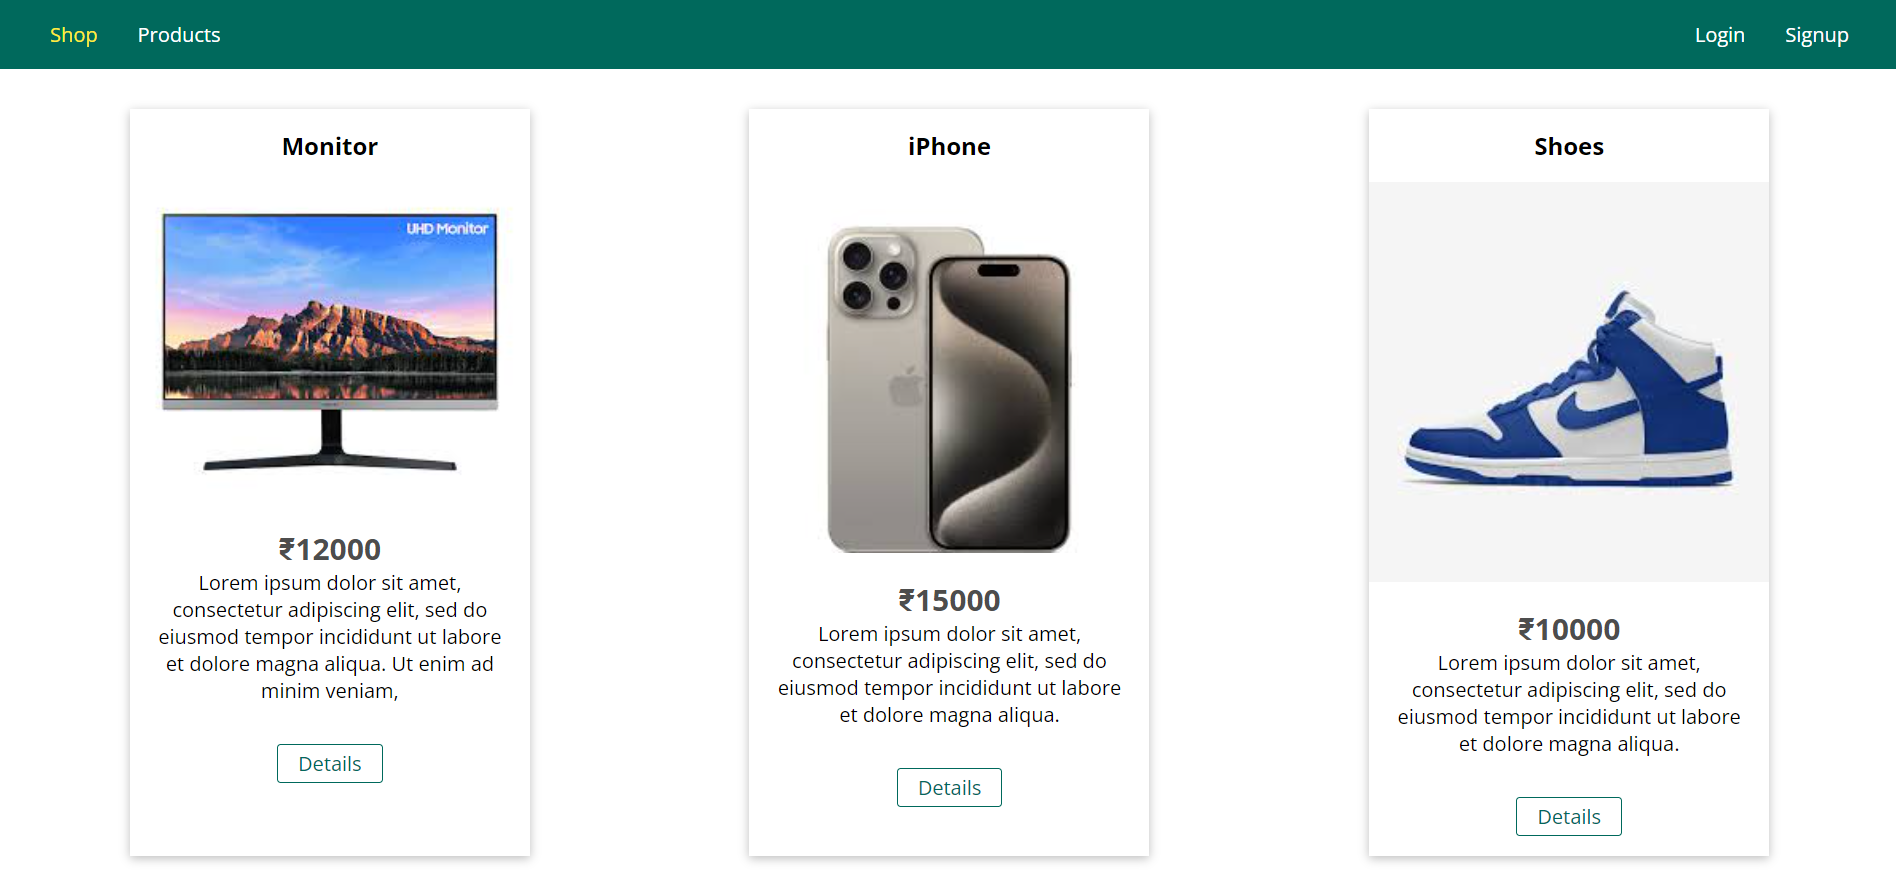 Shop Products Login Signup
Monitor
UHD Monitor
₹12000
Lorem ipsum dolor sit amet,
consectetur adipiscing elit, sed do
eiusmod tempor incididunt ut labore
et dolore magna aliqua. Ut enim ad
minim veniam,
Details
iPhone
₹15000
Lorem ipsum dolor sit amet,
consectetur adipiscing elit, sed do
eiusmod tempor incididunt ut labore
et dolore magna aliqua.
Details
Shoes
₹10000
Lorem ipsum dolor sit amet,
consectetur adipiscing elit, sed do
eiusmod tempor incididunt ut labore
et dolore magna aliqua.
Details